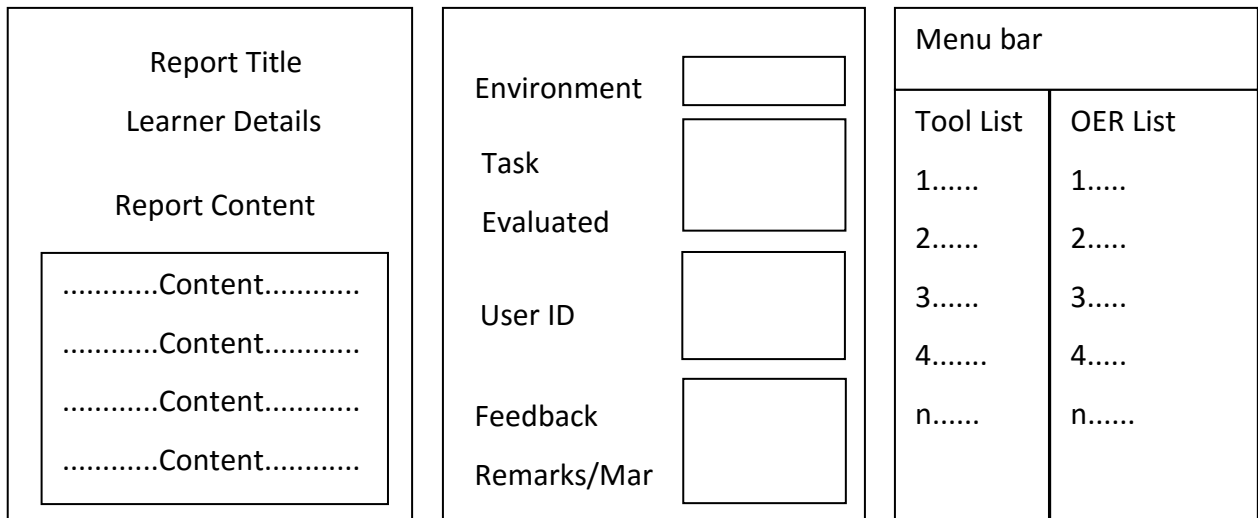 Report Title
Learner Details
Report Content
............Content............
............Content............
............Content............
............Content............
Environment
Task
Evaluated
User ID
Feedback
Remarks/Mar
Menu bar
Tool List
1......
2......
3......
4.......
n......
OER List
1.....
2.....
3.....
4.....
n......